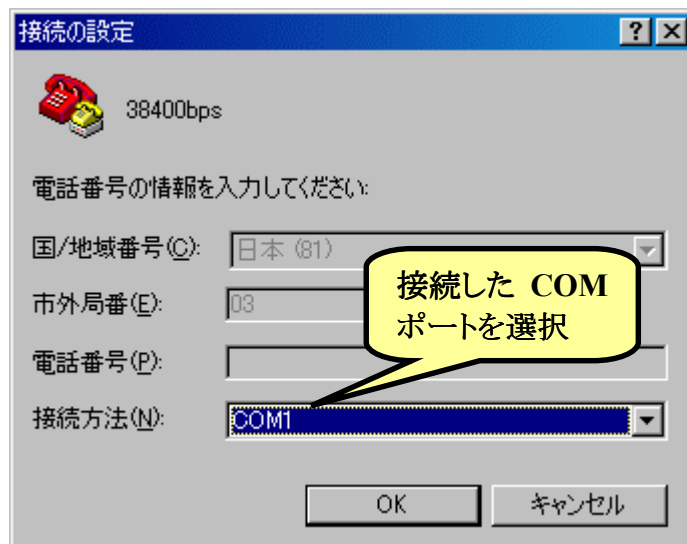 接続の設定
38400bps
電話番号の情報を入力してください:
国/地域番号(C): 日本 (81)
市外局番(E): 03
接続した COM
ポートを選択
電話番号(P):
接続方法(N): COM1
OK キャンセル